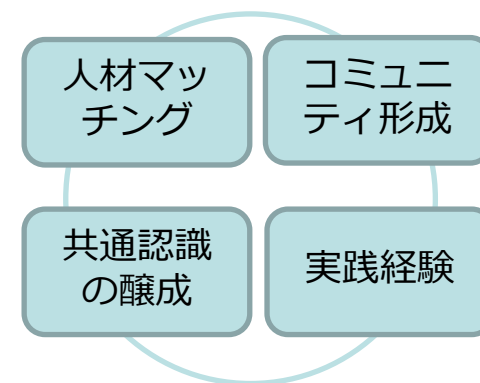 人材マッ
チング
コミュニ
ティ形成
共通認識
の醸成
実践経験